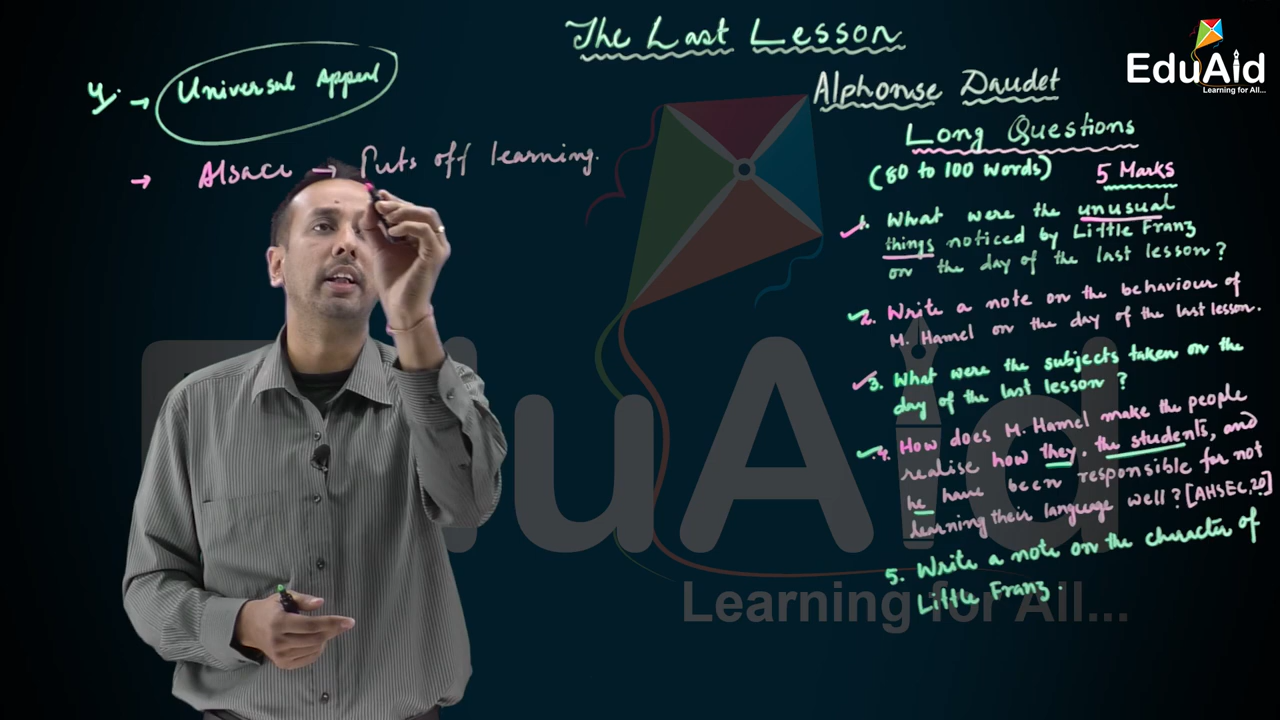 The Last Lesson
Alphonse Daudet
EduAid
Learning for All...
4. → Universal Appeal
→ Alsace → Puts off learning.
Long Questions
(80 to 100 words) 5 Marks
1. What were the unusual
things noticed by Little Franz
on the day of the last lesson?
2. Write a note on the behaviour of
M. Hamel on the day of the last lesson.
3. What were the subjects taken on the
day of the last lesson?
4. How does M. Hamel make the people
realise how they, the students, and
he have been responsible for not
learning their language well? [AHSEC, 20]
5. Write a note on the character of
Little Franz.
EduAid
Learning for All...